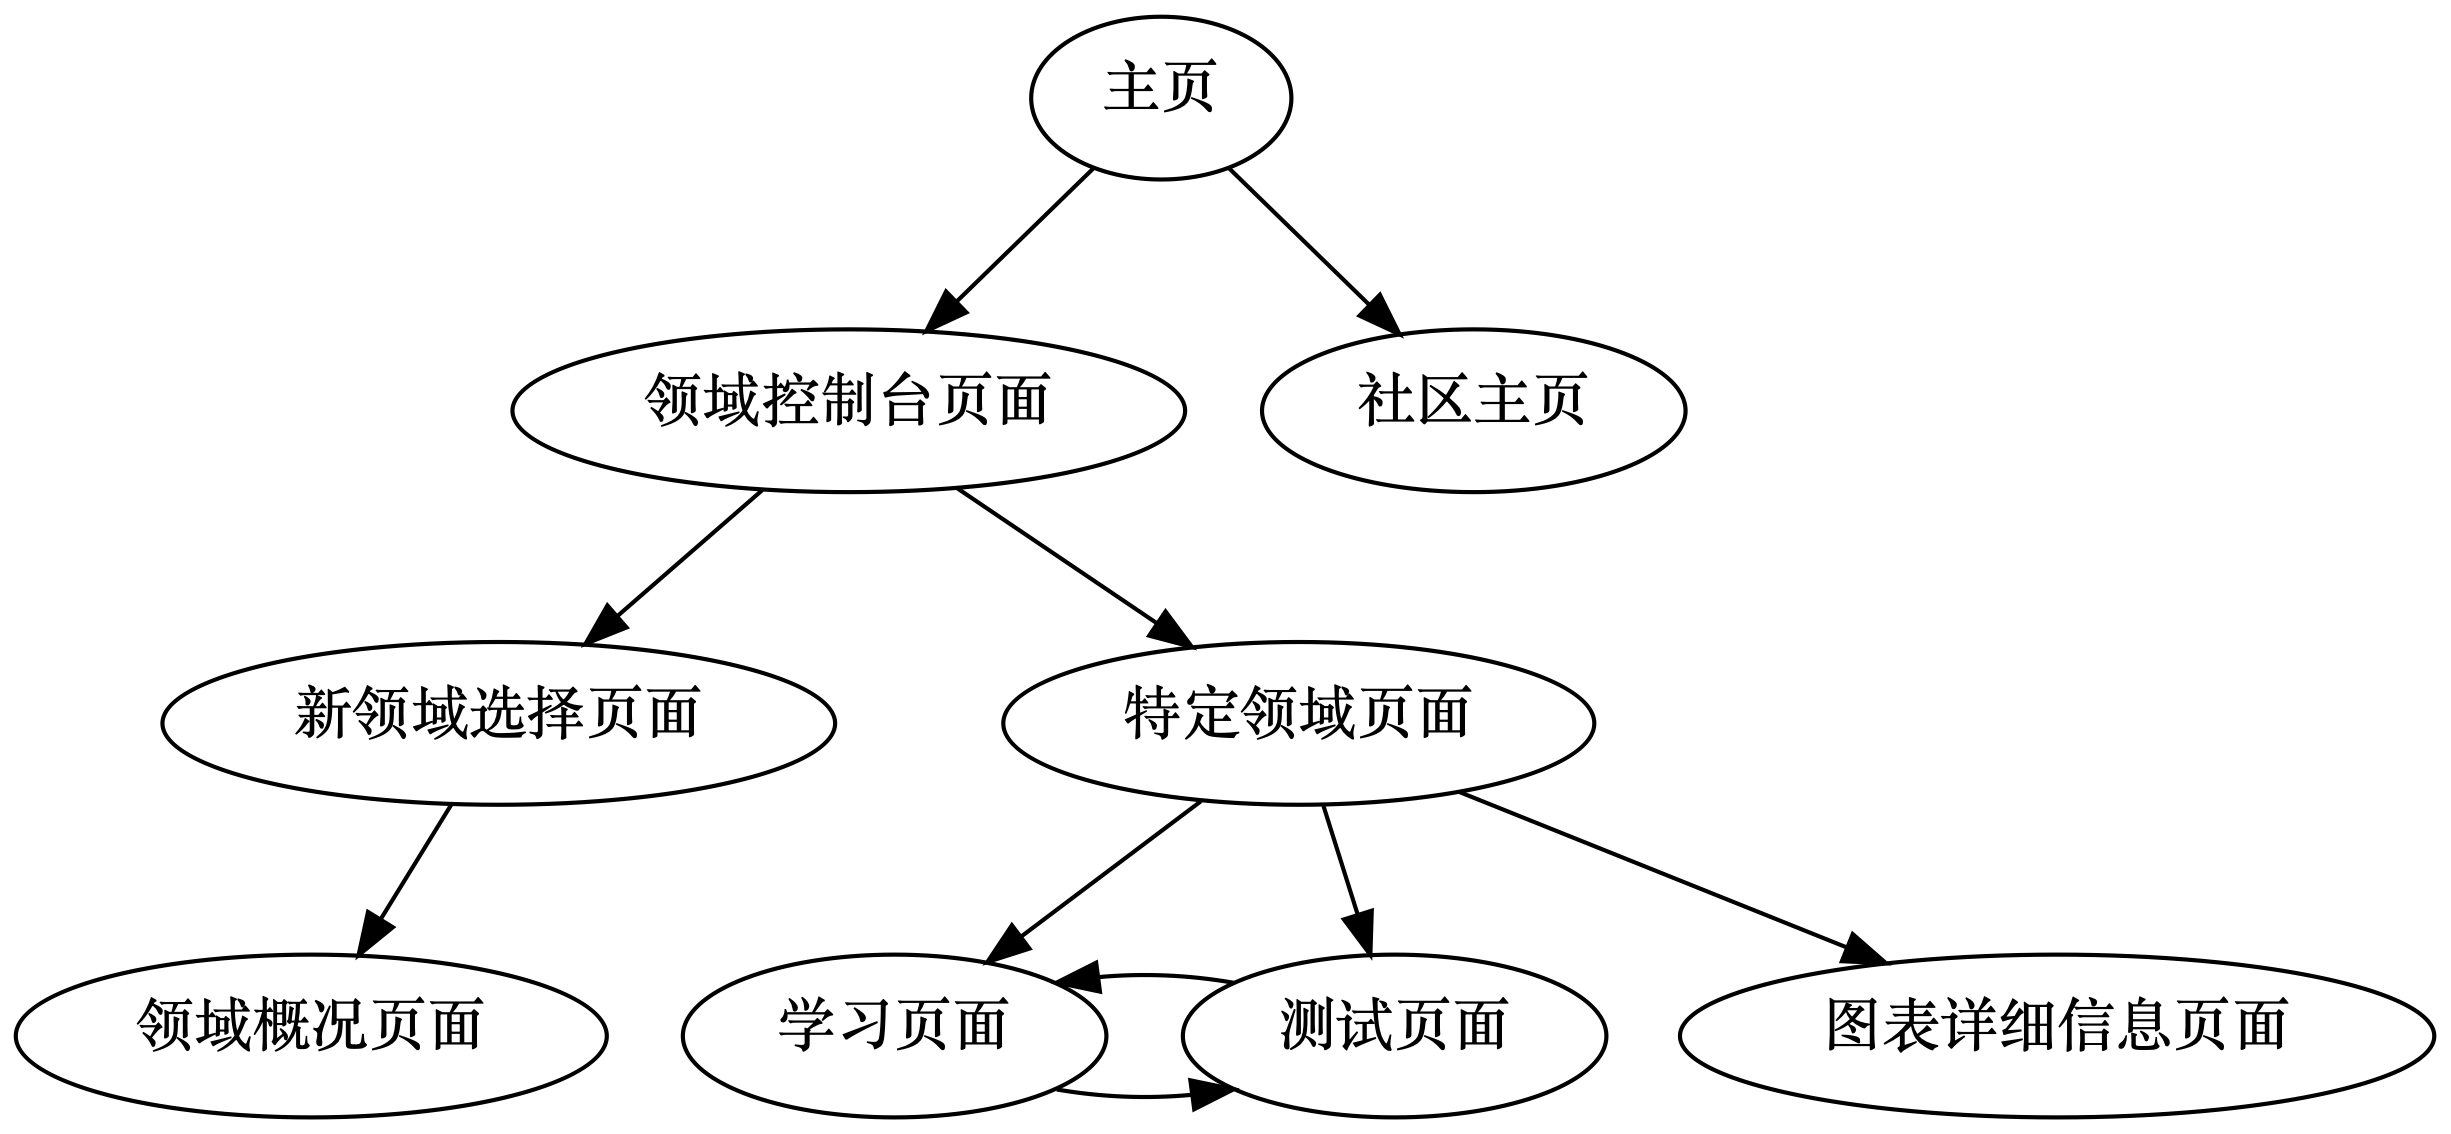 主页
领域控制台页面
社区主页
新领域选择页面
特定领域页面
领域概况页面
学习页面
测试页面
图表详细信息页面